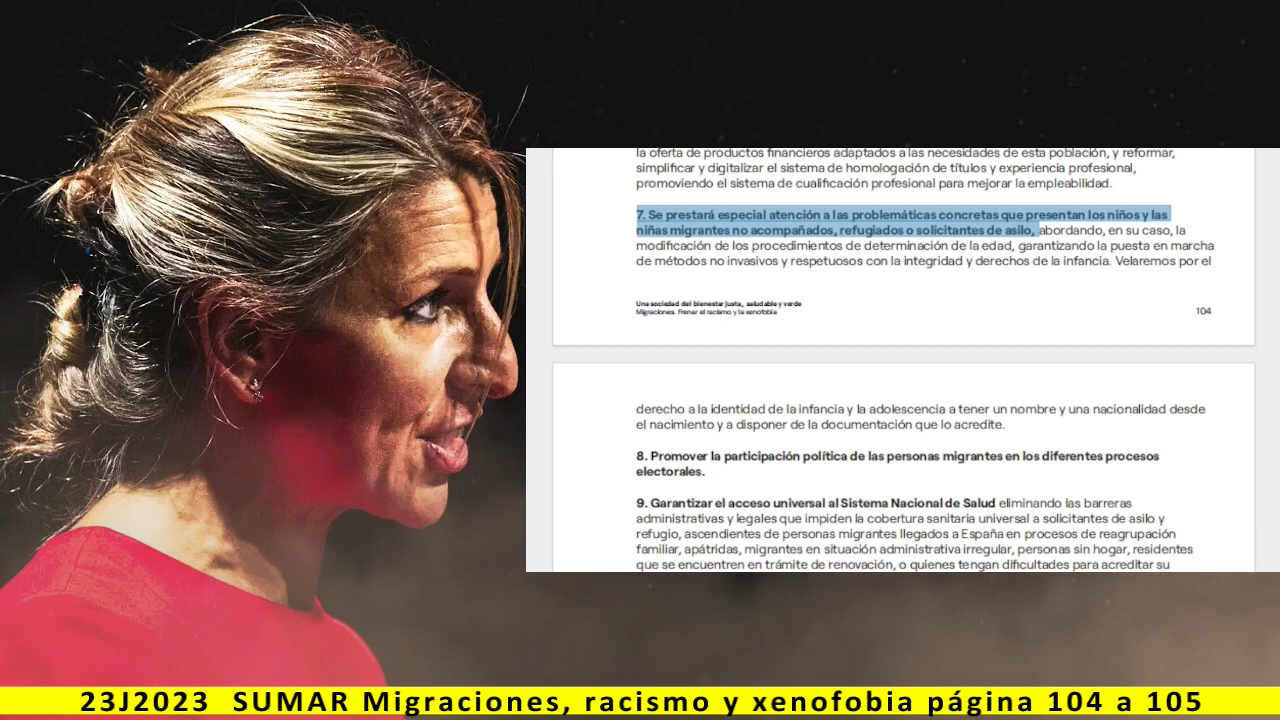 la oferta de productos financieros adaptados a las necesidades de esta población, y reformar,
simplificar y digitalizar el sistema de homologación de títulos y experiencia profesional,
promoviendo el sistema de cualificación profesional para mejorar la empleabilidad.
7. Se prestará especial atención a las problemáticas concretas que presentan los niños y las
niñas migrantes no acompañados, refugiados o solicitantes de asilo, abordando, en su caso, la
modificación de los procedimientos de determinación de la edad, garantizando la puesta en marcha
de métodos no invasivos y respetuosos con la integridad y derechos de la infancia. Velaremos por el
Una sociedad del bienestar justa, saludable y verde
Migraciones. Frenar el racismo y la xenofobia
104
derecho a la identidad de la infancia y la adolescencia a tener un nombre y una nacionalidad desde
el nacimiento y a disponer de la documentación que lo acredite.
8. Promover la participación política de las personas migrantes en los diferentes procesos
electorales.
9. Garantizar el acceso universal al Sistema Nacional de Salud eliminando las barreras
administrativas y legales que impiden la cobertura sanitaria universal a solicitantes de asilo y
refugio, ascendientes de personas migrantes llegados a España en procesos de reagrupación
familiar, apátridas, migrantes en situación administrativa irregular, personas sin hogar, residentes
que se encuentren en trámite de renovación, o quienes tengan dificultades para acreditar su
23J2023 SUMAR Migraciones, racismo y xenofobia página 104 a 105